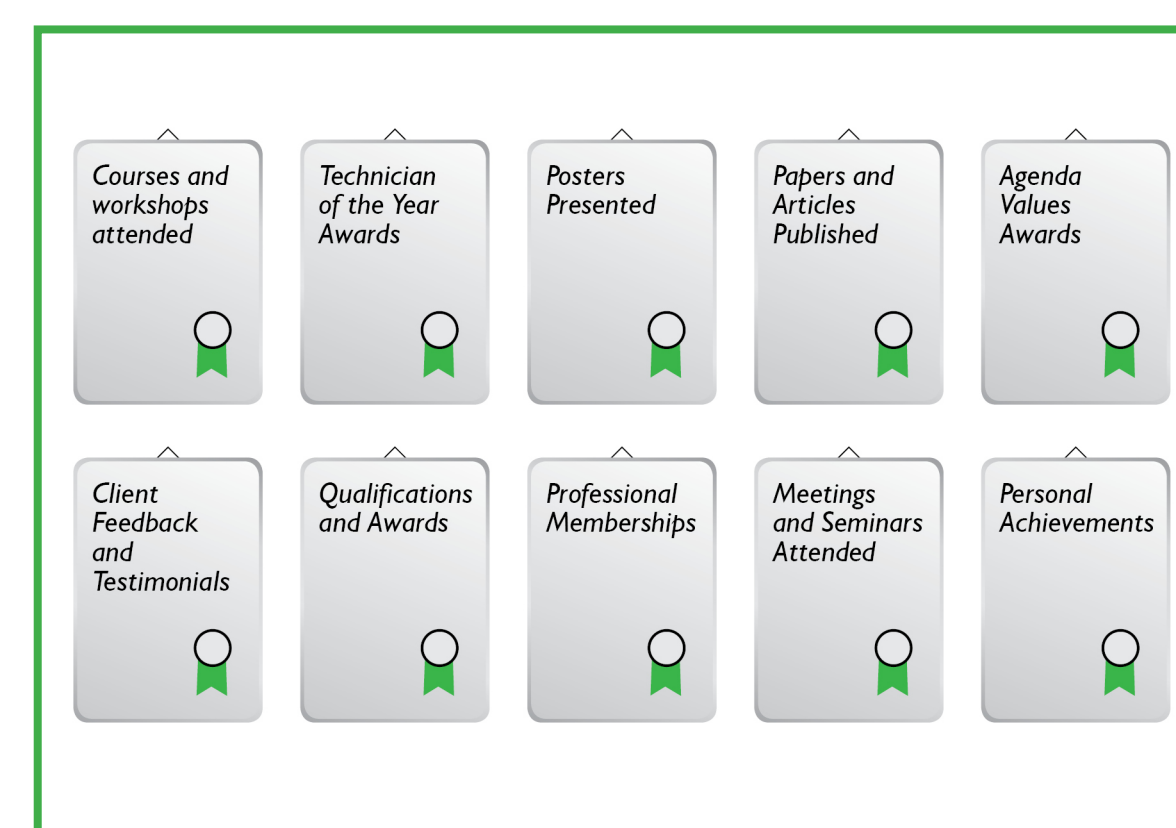 Courses and
workshops
attended
Technician
of the Year
Awards
Posters
Presented
Papers and
Articles
Published
Agenda
Values
Awards
Client
Feedback
and
Testimonials
Qualifications
and Awards
Professional
Memberships
Meetings
and Seminars
Attended
Personal
Achievements